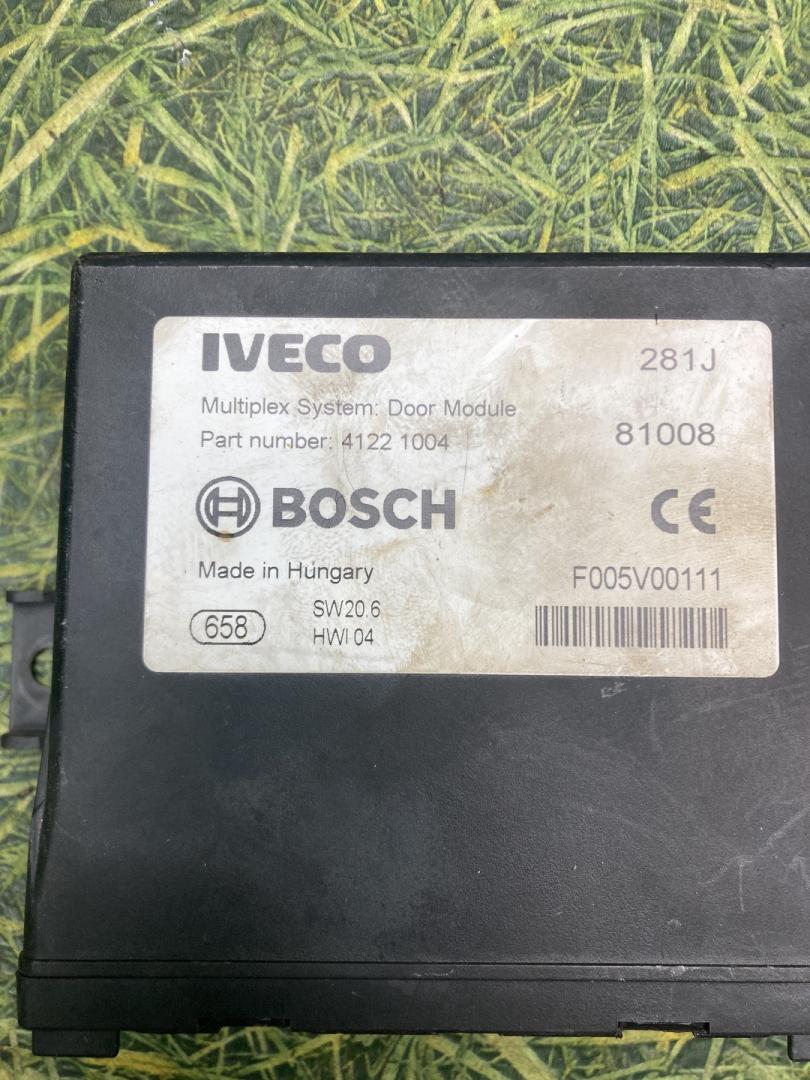 IVECO 281J
Multiplex System: Door Module
Part number: 4122 1004 81008
BOSCH CE
Made in Hungary F005V00111
658 SW20.6
HWI 04